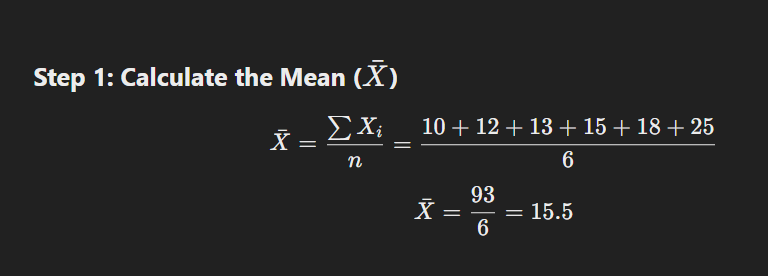 Step 1: Calculate the Mean (X̄)
X̄ = ∑ Xᵢ / n = 10 + 12 + 13 + 15 + 18 + 25 / 6
X̄ = 93 / 6 = 15.5